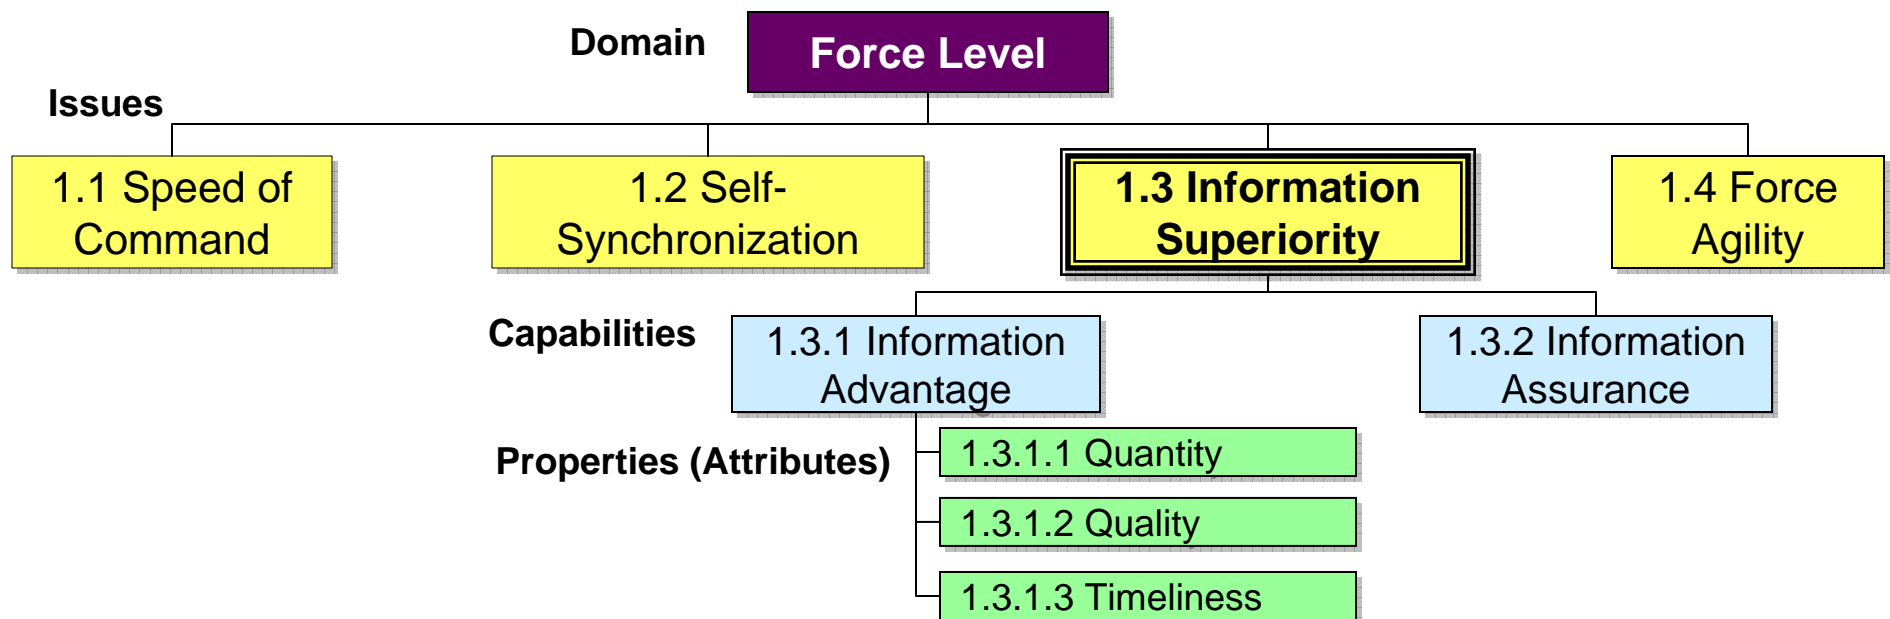 Domain
Force Level
Issues
1.1 Speed of
Command
1.2 Self-
Synchronization
1.3 Information
Superiority
1.4 Force
Agility
Capabilities
1.3.1 Information
Advantage
1.3.2 Information
Assurance
Properties (Attributes)
1.3.1.1 Quantity
1.3.1.2 Quality
1.3.1.3 Timeliness